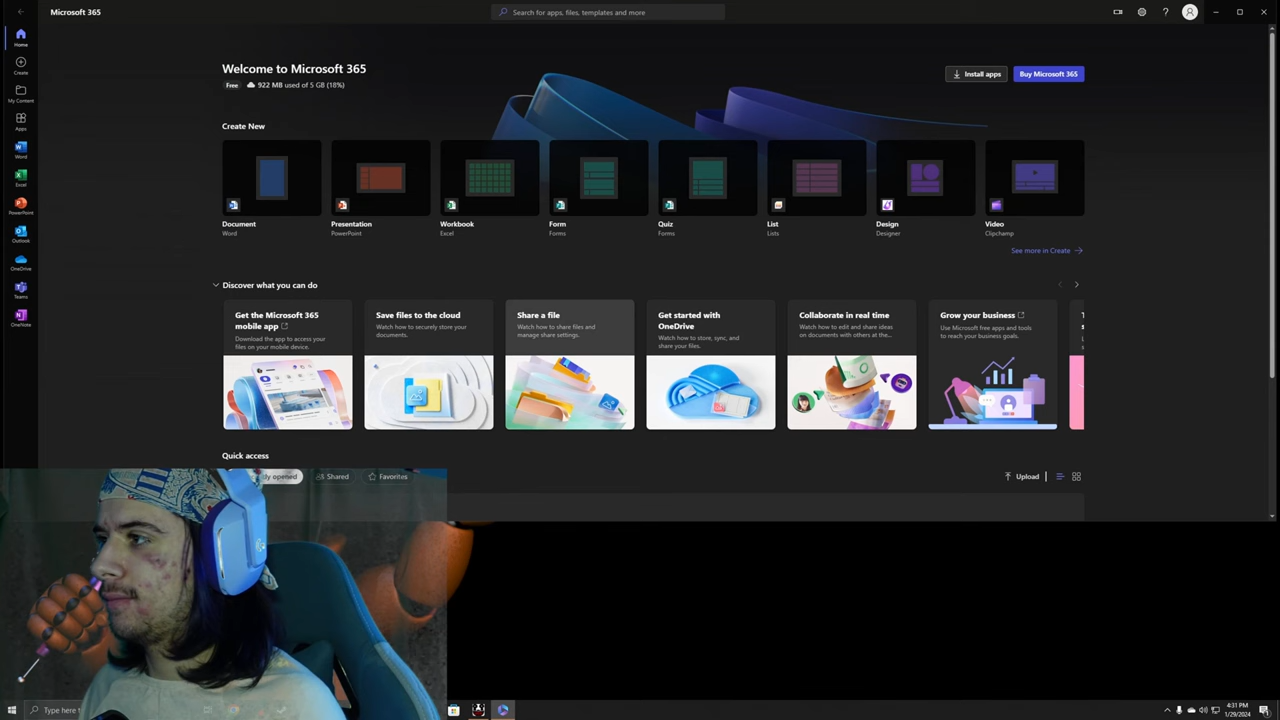 Microsoft 365
Search for apps, files, templates and more
Home
Create
My Content
Apps
Word
Excel
PowerPoint
Outlook
OneDrive
Teams
OneNote
Welcome to Microsoft 365
Free 922 MB used of 5 GB (18%)
Install apps
Buy Microsoft 365
Create New
Document
Word
Presentation
PowerPoint
Workbook
Excel
Form
Forms
Quiz
Forms
List
Lists
Design
Designer
Video
Clipchamp
See more in Create
Discover what you can do
Get the Microsoft 365
mobile app
Download the app to access your
files on your mobile device.
Save files to the cloud
Watch how to securely store your
documents.
Share a file
Watch how to share files and
manage share settings.
Get started with
OneDrive
Watch how to store, sync, and
share your files.
Collaborate in real time
Watch how to edit and share ideas
on documents with others at the...
Grow your business
Use Microsoft free apps and tools
to reach your business goals.
Quick access
opened
Shared
Favorites
Upload
Type here
4:31 PM
1/29/2024